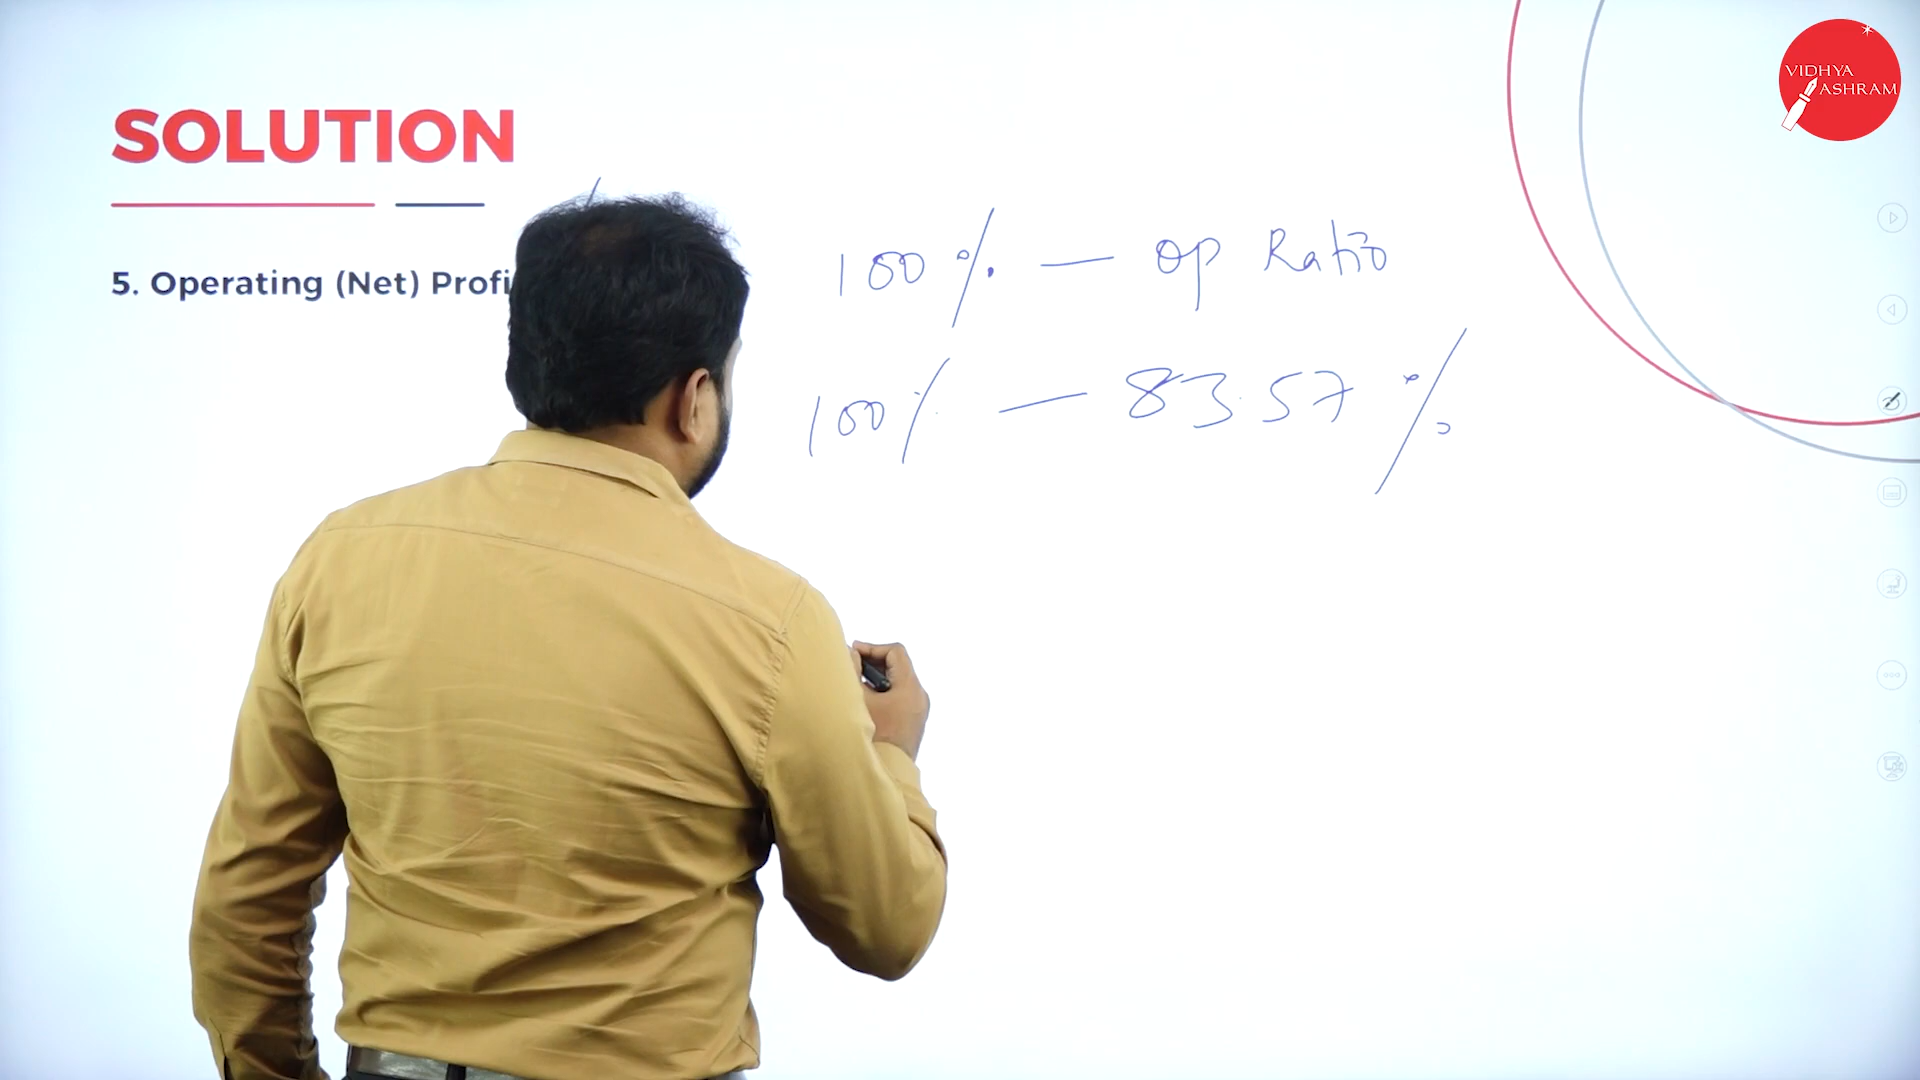 VIDHYA
ASHRAM
SOLUTION
5. Operating (Net) Profi
100% — op Ratio
100% — 83.57%